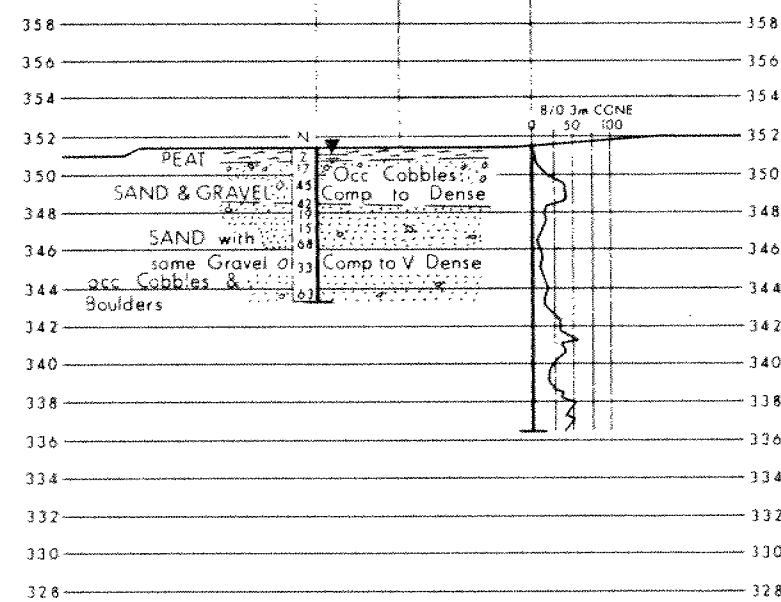 358 358
356 356
354 354
B/0.3m CONE
0 50 100
352 N 352
PEAT 2
17 Occ Cobbles
350 350
SAND & GRAVEL 45 Comp to Dense
42
348 19 348
15
SAND with 68
346 346
some Gravel 33 Comp to V Dense
344 occ Cobbles & 63 344
Boulders
342 342
340 340
338 338
336 336
334 334
332 332
330 330
328 328